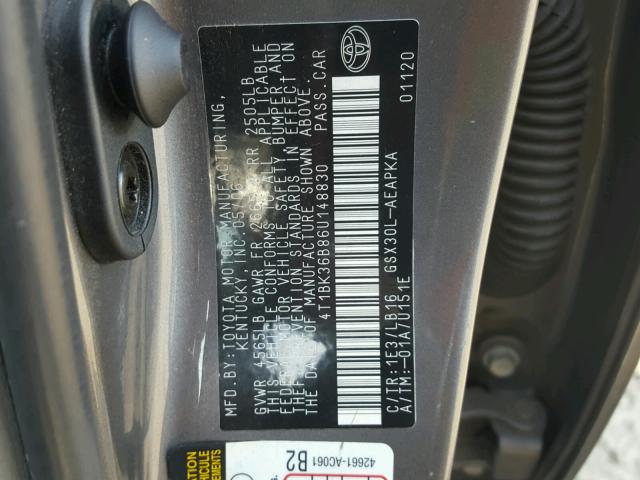 MFD.BY:TOYOTA MOTOR MANUFACTURING,
KENTUCKY, INC.
GVWR 4565LB GAWR FR RR 2505LB
THIS VEHICLE CONFORMS TO ALL APPLICABLE
FEDERAL MOTOR VEHICLE SAFETY BUMPER AND
THEFT PREVENTION STANDARDS IN EFFECT ON
THE DATE OF MANUFACTURE SHOWN ABOVE.
4T1BK36B86U148830 PASS.CAR
C/TR:1E3/LB16 GSX30L-AEAPKA
A/TM:-01A/U151E 01120
42661-AC061
B2